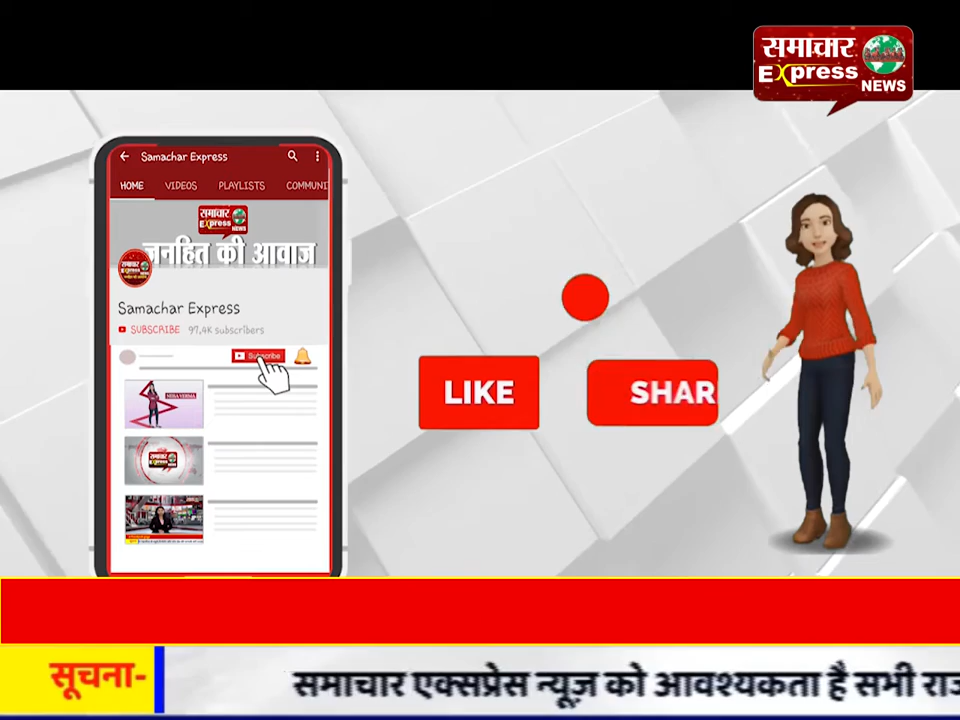 समाचार
Express
NEWS
Samachar Express
HOME VIDEOS PLAYLISTS COMMUNI
समाचार
Express
NEWS
जनहित की आवाज
Samachar Express
SUBSCRIBE 97.4K subscribers
Subscribe
LIKE
SHAR
सूचना-
समाचार एक्सप्रेस न्यूज़ को आवश्यकता है सभी राज